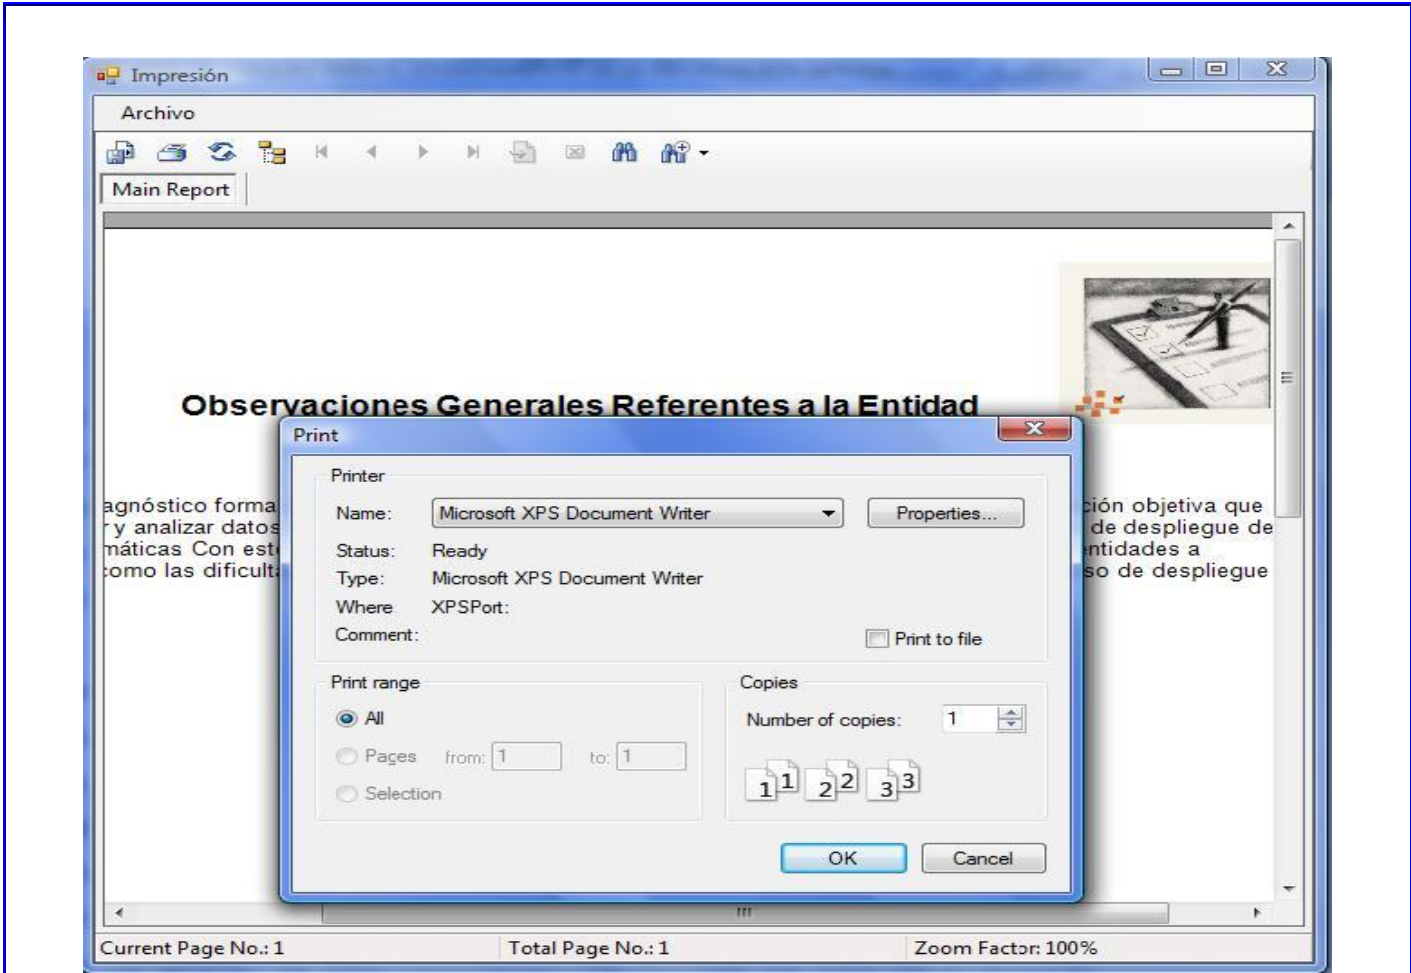 Impresión
Archivo
Main Report
Observaciones Generales Referentes a la Entidad
agnóstico forma
ción objetiva que
y analizar datos
de despliegue de
máticas Con est
entidades a
como las dificult
so de despliegue
Print
Printer
Name: Microsoft XPS Document Writer Properties...
Status: Ready
Type: Microsoft XPS Document Writer
Where XPSPort:
Comment:
Print to file
Print range
All
Pages from: 1 to: 1
Selection
Copies
Number of copies: 1
1 1 2 2 3 3
OK Cancel
Current Page No.: 1 Total Page No.: 1 Zoom Factor: 100%